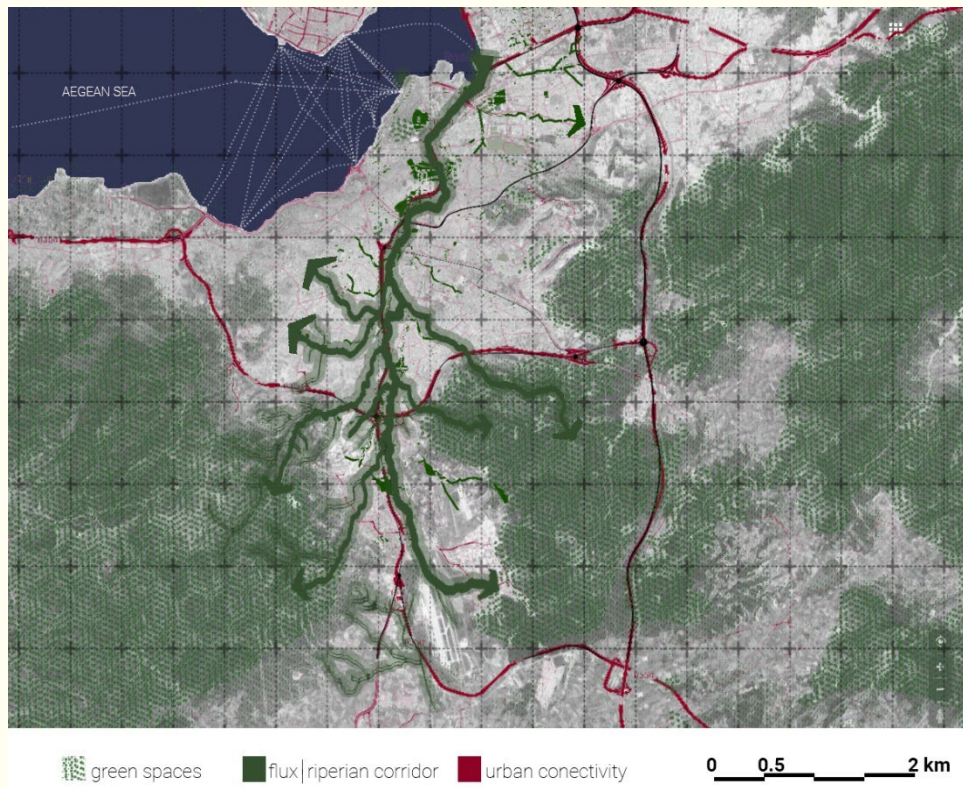 AEGEAN SEA
green spaces
flux | riperian corridor
urban conectivity
0 0.5 2 km